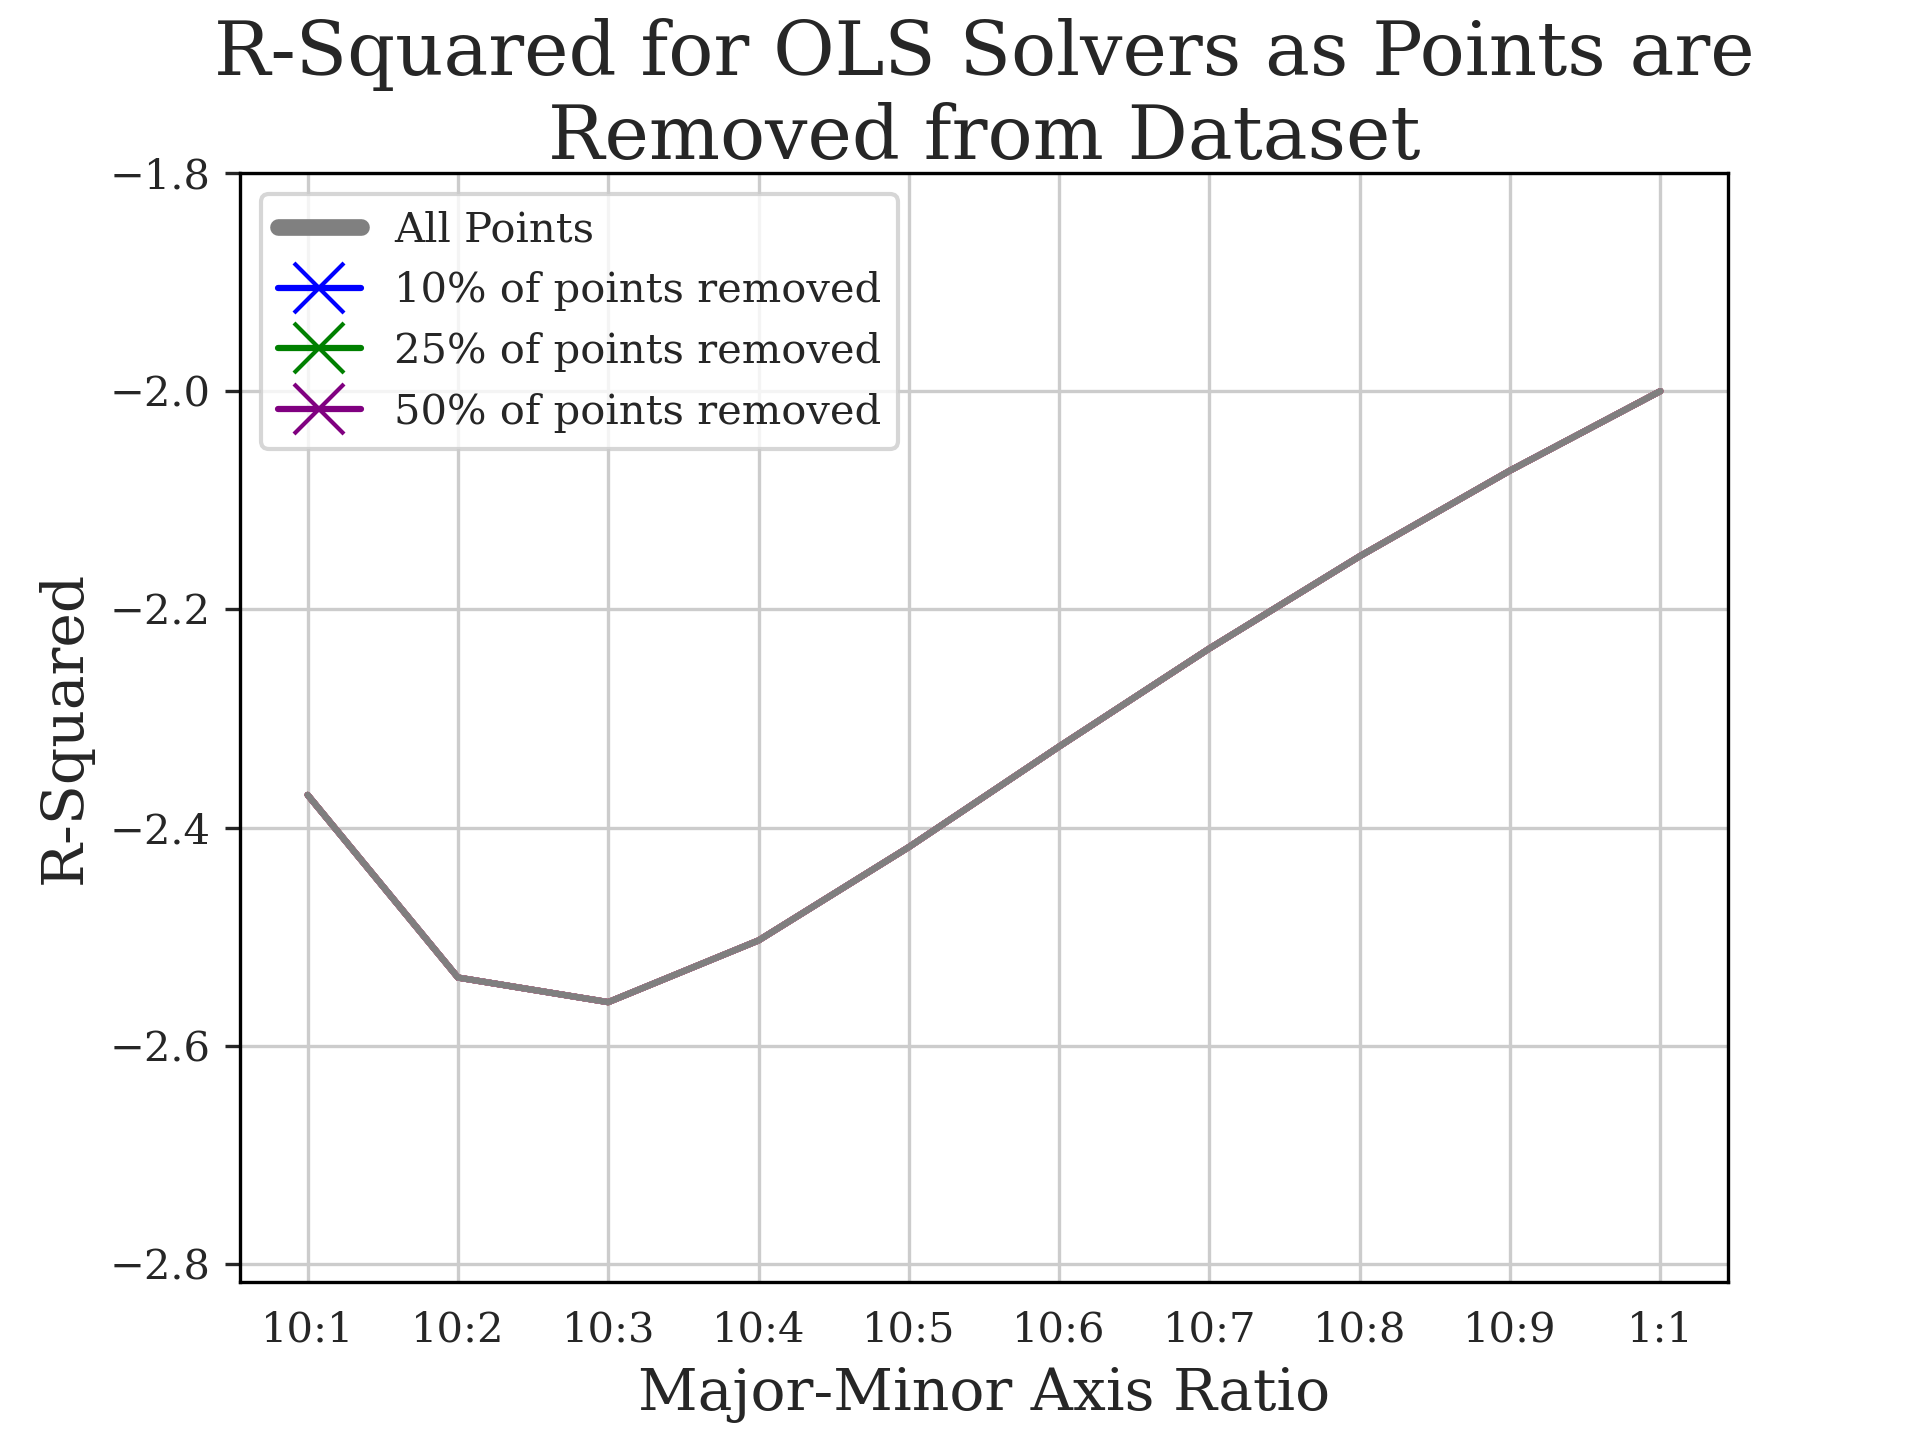 R-Squared for OLS Solvers as Points are
Removed from Dataset
−1.8
All Points
10% of points removed
25% of points removed
−2.0
50% of points removed
−2.2
R-Squared
−2.4
−2.6
−2.8
10:1 10:2 10:3 10:4 10:5 10:6 10:7 10:8 10:9 1:1
Major-Minor Axis Ratio